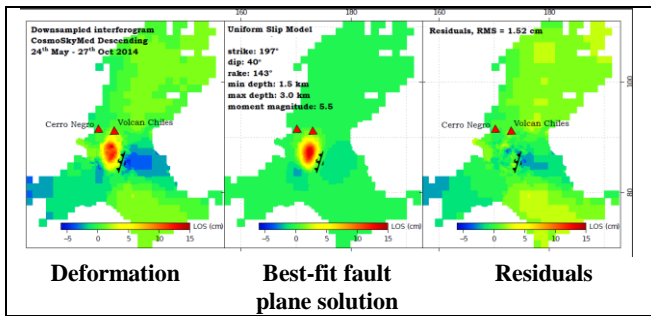 160
180
160
180
160
180
Downsampled interferogram
CosmoSkyMed Descending
24th May - 27th Oct 2014
Cerro Negro
Volcan Chiles
-5 0 5 10 15 LOS (cm)
Uniform Slip Model
strike: 197°
dip: 40°
rake: 143°
min depth: 1.5 km
max depth: 3.0 km
moment magnitude: 5.5
-5 0 5 10 15 LOS (cm)
Residuals, RMS = 1.52 cm
Cerro Negro
Volcan Chiles
-5 0 5 10 15 LOS (cm)
100
80
Deformation
Best-fit fault
plane solution
Residuals